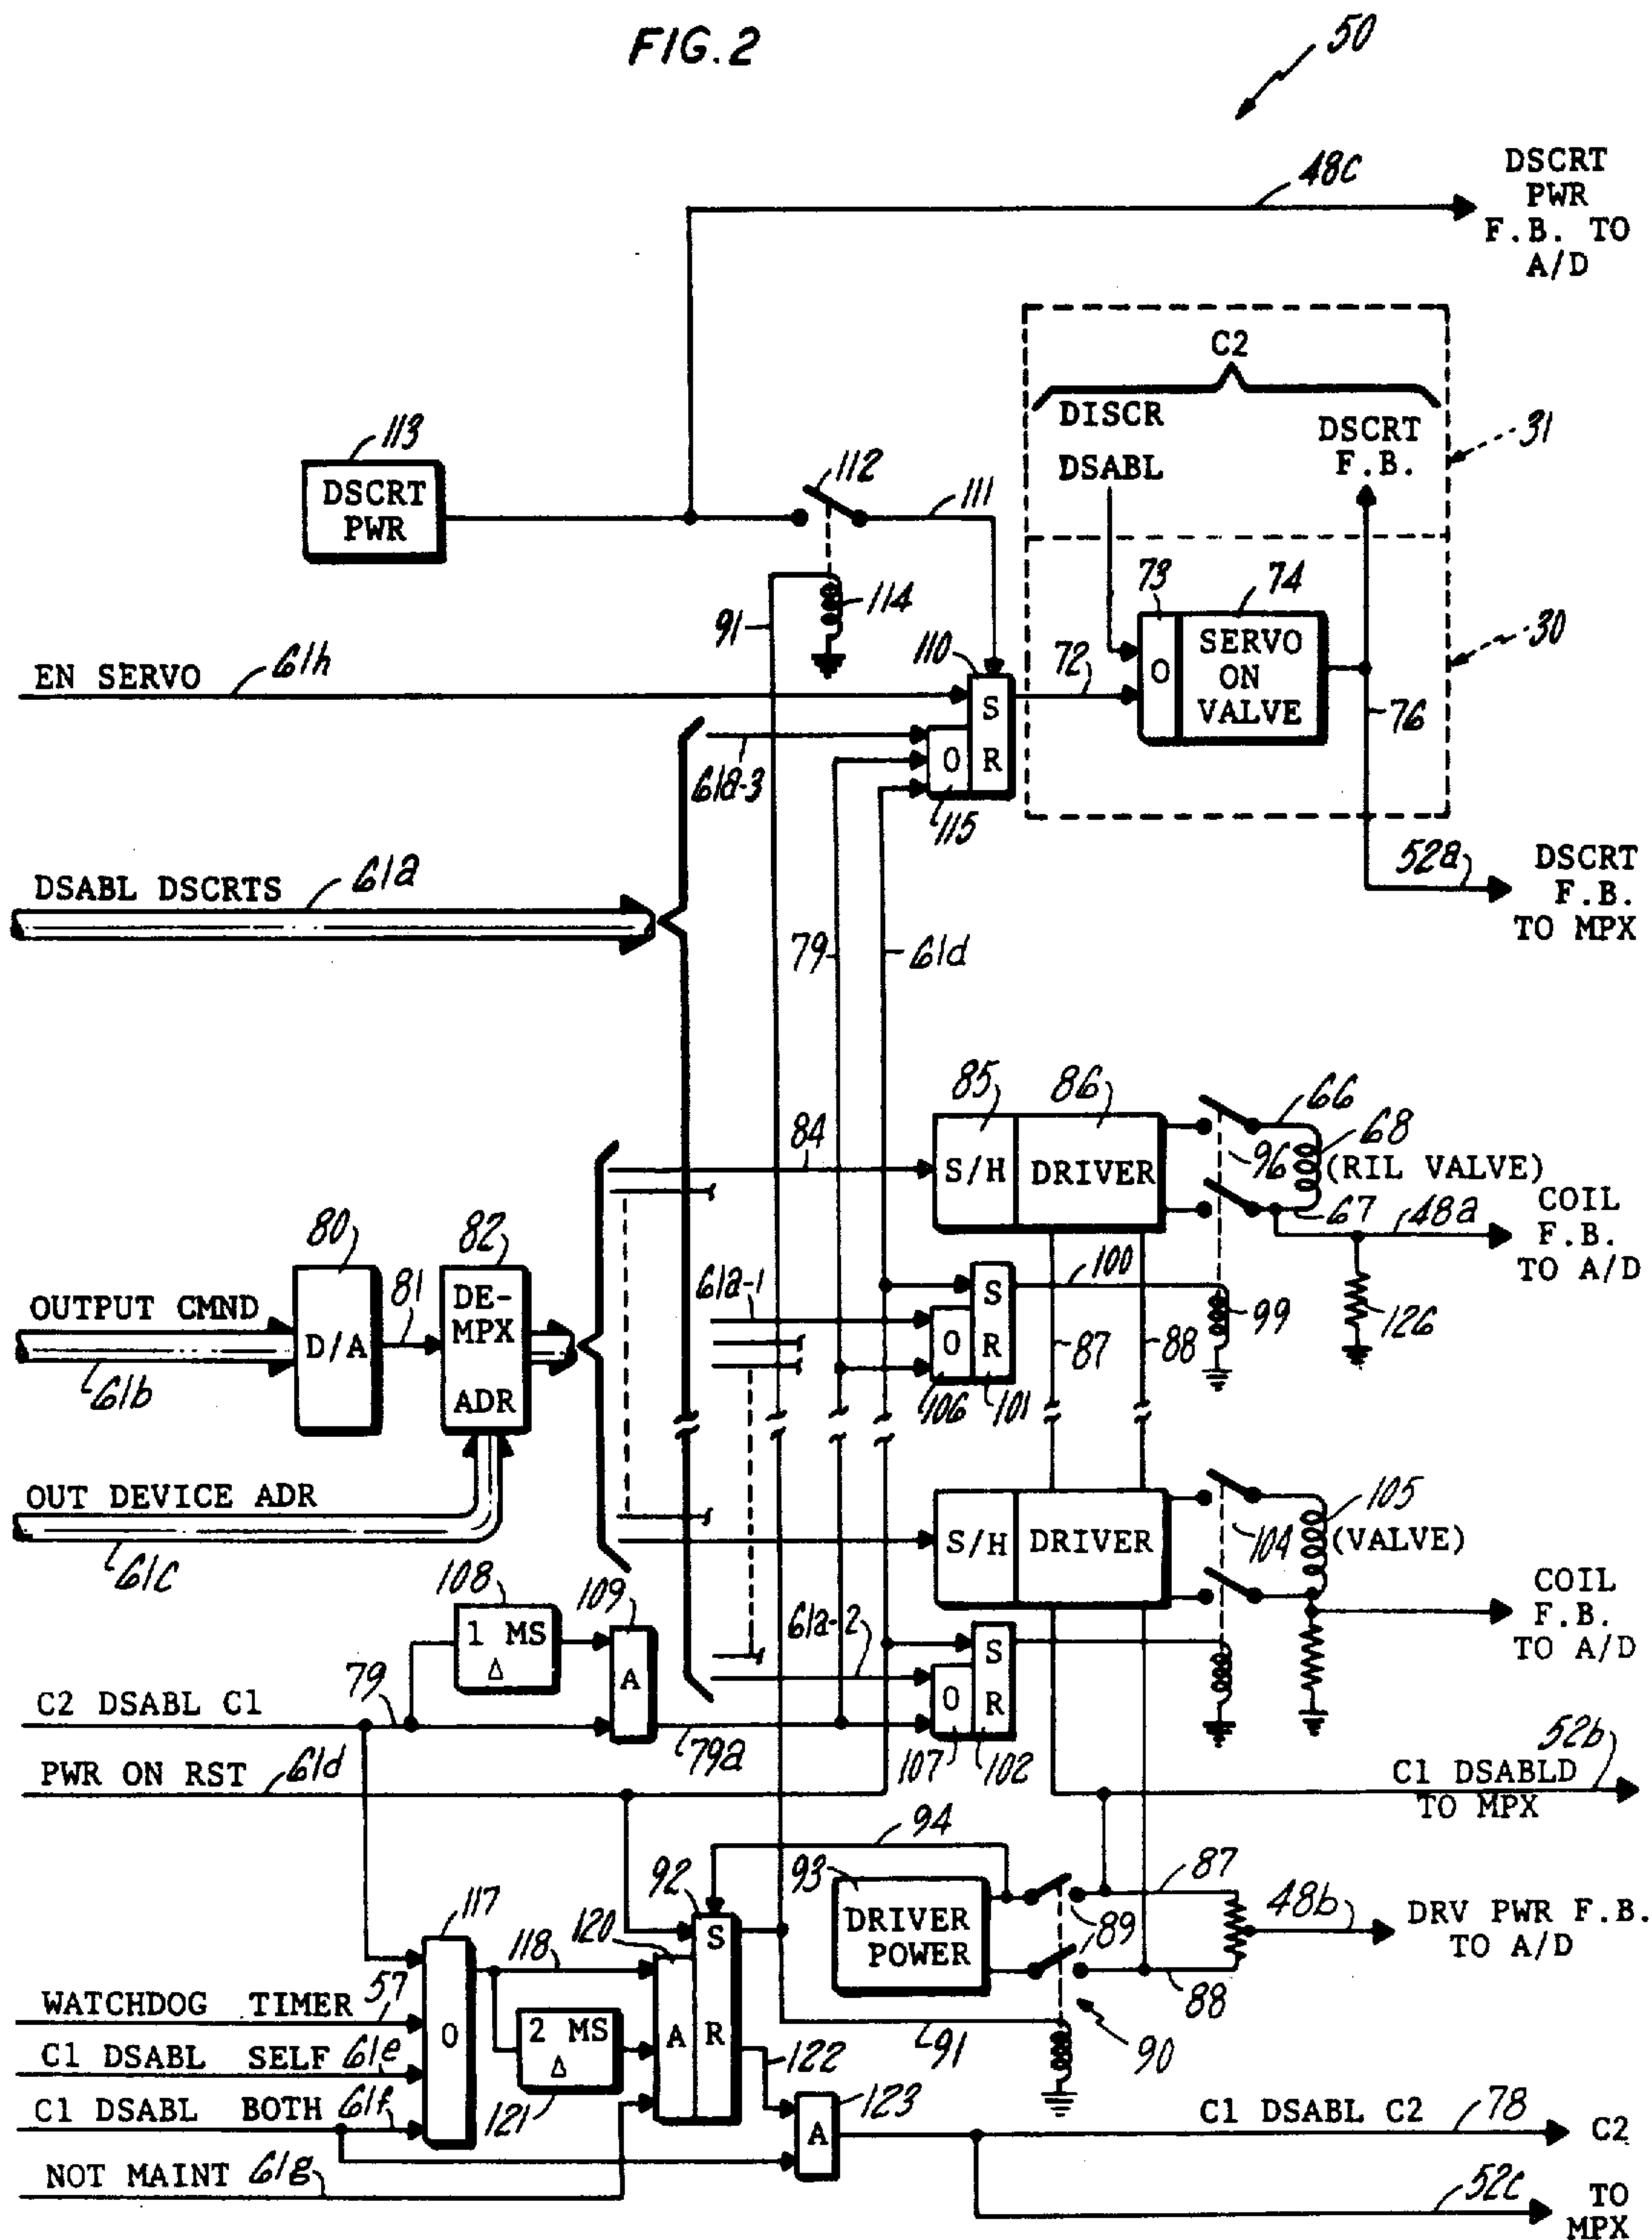 FIG. 2
50
48c
DSCRT
PWR
F.B. TO
A/D
C2
DISCR
DSABL
DSCRT
F.B.
31
113
DSCRT
PWR
112
111
114
91
73
74
O
SERVO
ON
VALVE
30
EN SERVO
61h
110
S
R
O
115
72
76
61a-3
DSABL DSCRTS
61a
79
61d
52a
DSCRT
F.B.
TO MPX
85
86
84
S/H
DRIVER
66
68
96
(RIL VALVE)
67
48a
COIL
F.B.
TO A/D
80
82
OUTPUT CMND
61b
D/A
81
DE-
MPX
ADR
61a-1
S
R
O
100
99
106
101
87
88
126
OUT DEVICE ADR
61c
S/H
DRIVER
104
105
(VALVE)
COIL
F.B.
TO A/D
108
1 MS
Δ
109
A
61a-2
S
R
O
107
102
C2 DSABL C1
79
79a
PWR ON RST
61d
52b
C1 DSABLD
TO MPX
94
92
93
DRIVER
POWER
89
89
87
88
48b
DRV PWR F.B.
TO A/D
117
118
120
S
A
R
O
2 MS
Δ
121
122
91
90
WATCHDOG TIMER
57
C1 DSABL SELF
61e
C1 DSABL BOTH
61f
123
A
C1 DSABL C2
78
C2
NOT MAINT
61g
52c
TO
MPX